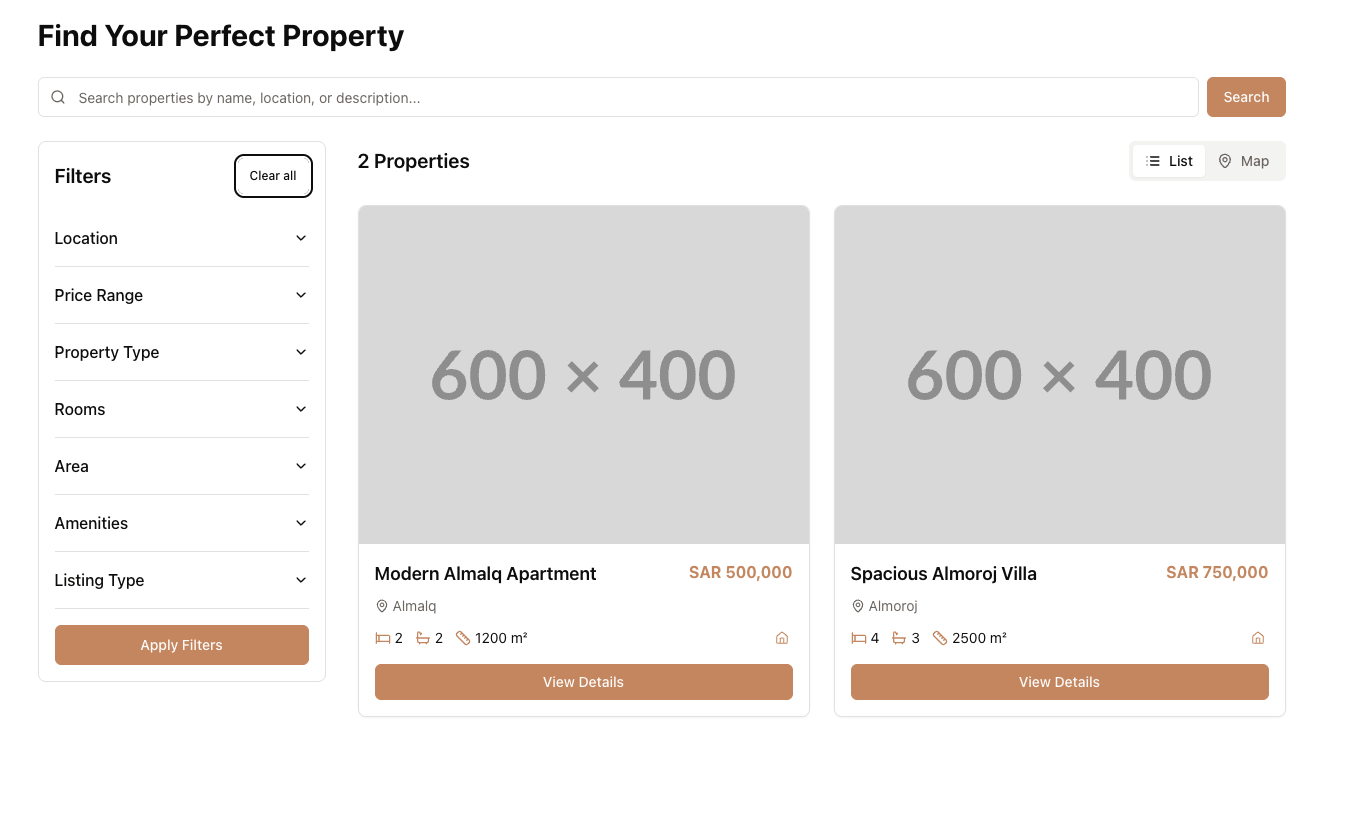 Find Your Perfect Property
Search properties by name, location, or description...
Search
Filters
Clear all
Location
Price Range
Property Type
Rooms
Area
Amenities
Listing Type
Apply Filters
2 Properties
List
Map
600 × 400
Modern Almalq Apartment
SAR 500,000
Almalq
2 2 1200 m²
View Details
600 × 400
Spacious Almoroj Villa
SAR 750,000
Almoroj
4 3 2500 m²
View Details